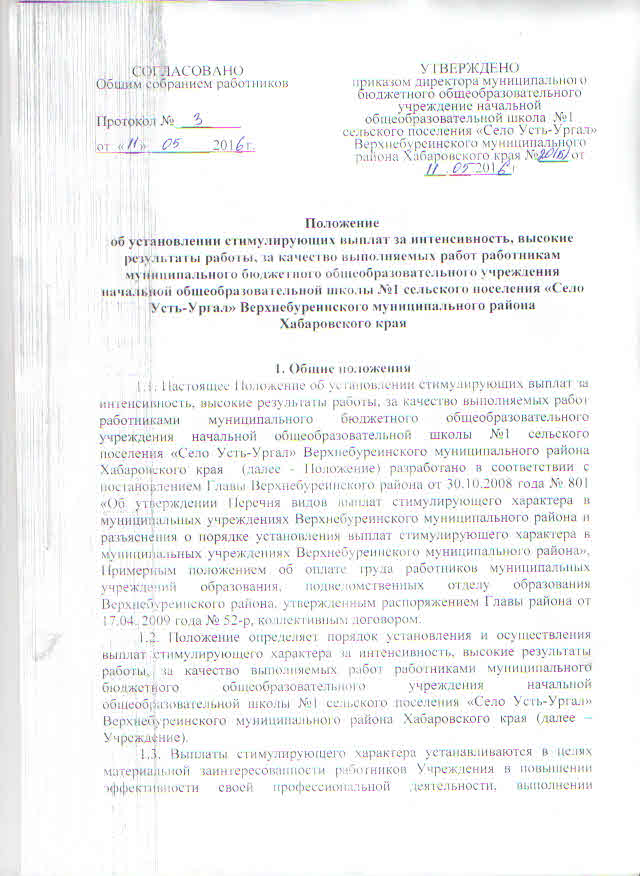 СОГЛАСОВАНО
Общим собранием работников
Протокол № 3
от «11» 05 2016 г.
УТВЕРЖДЕНО
приказом директора муниципального
бюджетного общеобразовательного
учреждение начальной
общеобразовательной школа №1
сельского поселения «Село Усть-Ургал»
Верхнебуреинского муниципального
района Хабаровского края № от
11.05 2016 г
Положение
об установлении стимулирующих выплат за интенсивность, высокие
результаты работы, за качество выполняемых работ работникам
муниципального бюджетного общеобразовательного учреждения
начальной общеобразовательной школы №1 сельского поселения «Село
Усть-Ургал» Верхнебуреинского муниципального района
Хабаровского края
1. Общие положения
1.1. Настоящее Положение об установлении стимулирующих выплат за
интенсивность, высокие результаты работы, за качество выполняемых работ
работниками муниципального бюджетного общеобразовательного
учреждения начальной общеобразовательной школы №1 сельского
поселения «Село Усть-Ургал» Верхнебуреинского муниципального района
Хабаровского края (далее - Положение) разработано в соответствии с
постановлением Главы Верхнебуреинского района от 30.10.2008 года № 801
«Об утверждении Перечня видов выплат стимулирующего характера в
муниципальных учреждениях Верхнебуреинского муниципального района и
разъяснения о порядке установления выплат стимулирующего характера в
муниципальных учреждениях Верхнебуреинского муниципального района»,
Примерным положением об оплате труда работников муниципальных
учреждений образования, подведомственных отделу образования
Верхнебуреинского района, утвержденным распоряжением Главы района от
17.04. 2009 года № 52-р, коллективным договором.
1.2. Положение определяет порядок установления и осуществления
выплат стимулирующего характера за интенсивность, высокие результаты
работы, за качество выполняемых работ работниками муниципального
бюджетного общеобразовательного учреждения начальной
общеобразовательной школы №1 сельского поселения «Село Усть-Ургал»
Верхнебуреинского муниципального района Хабаровского края (далее –
Учреждение).
1.3. Выплаты стимулирующего характера устанавливаются в целях
материальной заинтересованности работников Учреждения в повышении
эффективности своей профессиональной деятельности, выполнении